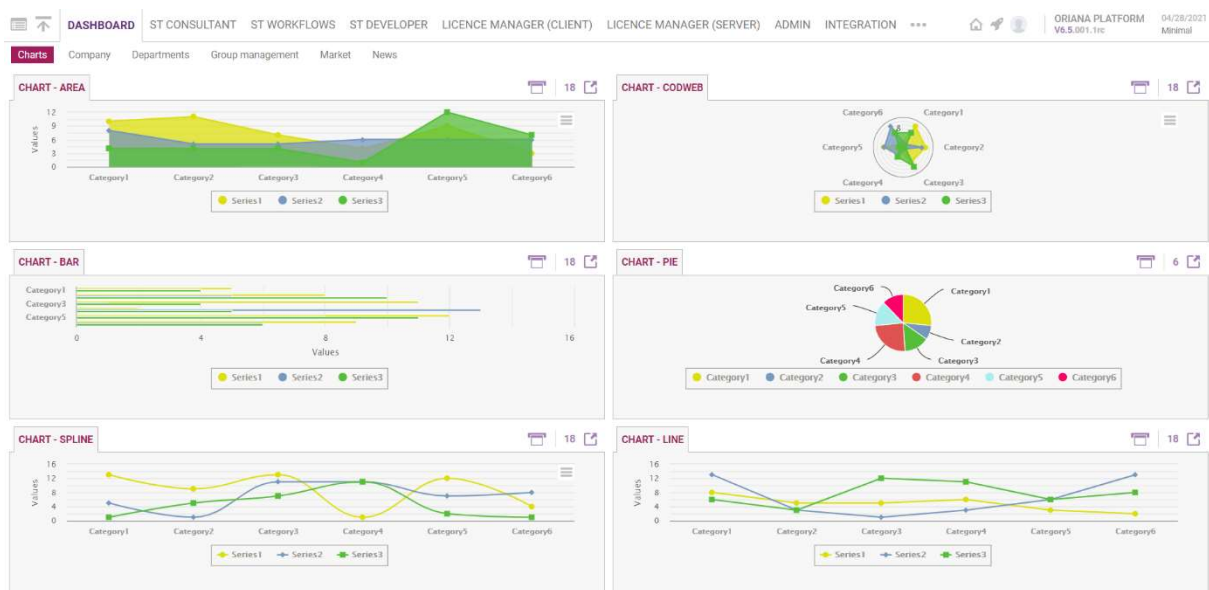 DASHBOARD ST CONSULTANT ST WORKFLOWS ST DEVELOPER LICENCE MANAGER (CLIENT) LICENCE MANAGER (SERVER) ADMIN INTEGRATION ORIANA PLATFORM 04/28/2021
V6.5.001.1rc Minimal
Charts Company Departments Group management Market News
CHART - AREA 18
12
9
6
3
0
Values
Category1 Category2 Category3 Category4 Category5 Category6
Series1 Series2 Series3
CHART - CODWEB 18
Category6 Category1
8
Category5 Category2
Category4 Category3
Series1 Series2 Series3
CHART - BAR 18
Category1
Category3
Category5
0 4 8 12 16
Values
Series1 Series2 Series3
CHART - PIE 6
Category6 Category1
Category5
Category2
Category4 Category3
Category1 Category2 Category3 Category4 Category5 Category6
CHART - SPLINE 18
16
12
8
4
0
Values
Category1 Category2 Category3 Category4 Category5 Category6
Series1 Series2 Series3
CHART - LINE 18
16
12
8
4
0
Values
Category1 Category2 Category3 Category4 Category5 Category6
Series1 Series2 Series3